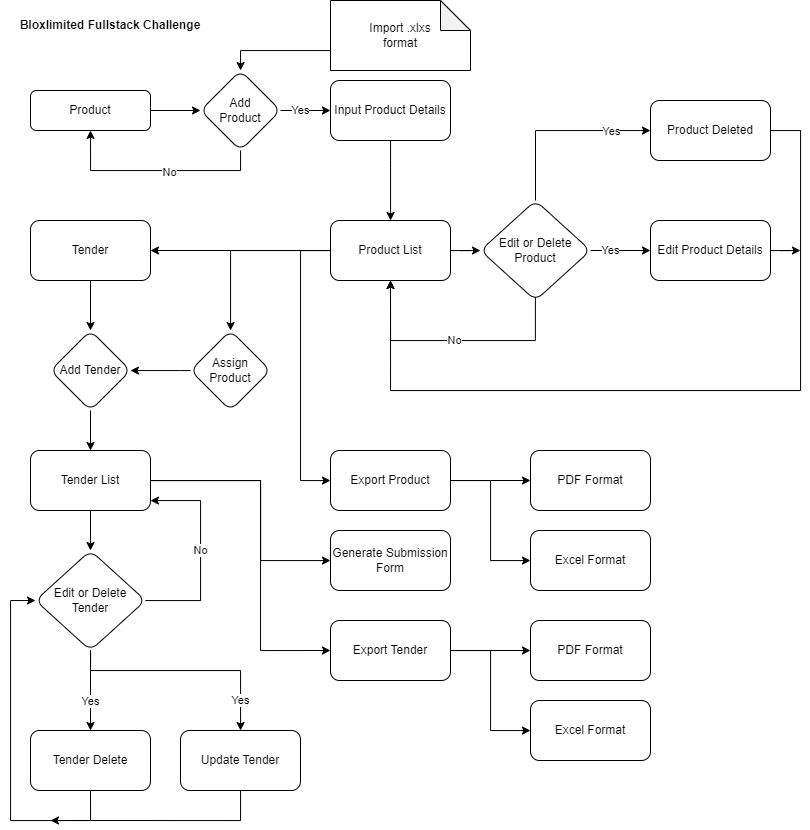 Bloxlimited Fullstack Challenge
Import .xlxs
format
Product
Add
Product
Yes
Input Product Details
No
Yes
Product Deleted
Tender
Product List
Edit or Delete
Product
Yes
Edit Product Details
No
Add Tender
Assign
Product
Tender List
Export Product
PDF Format
No
Generate Submission
Form
Excel Format
Edit or Delete
Tender
Export Tender
PDF Format
Yes
Yes
Excel Format
Tender Delete
Update Tender